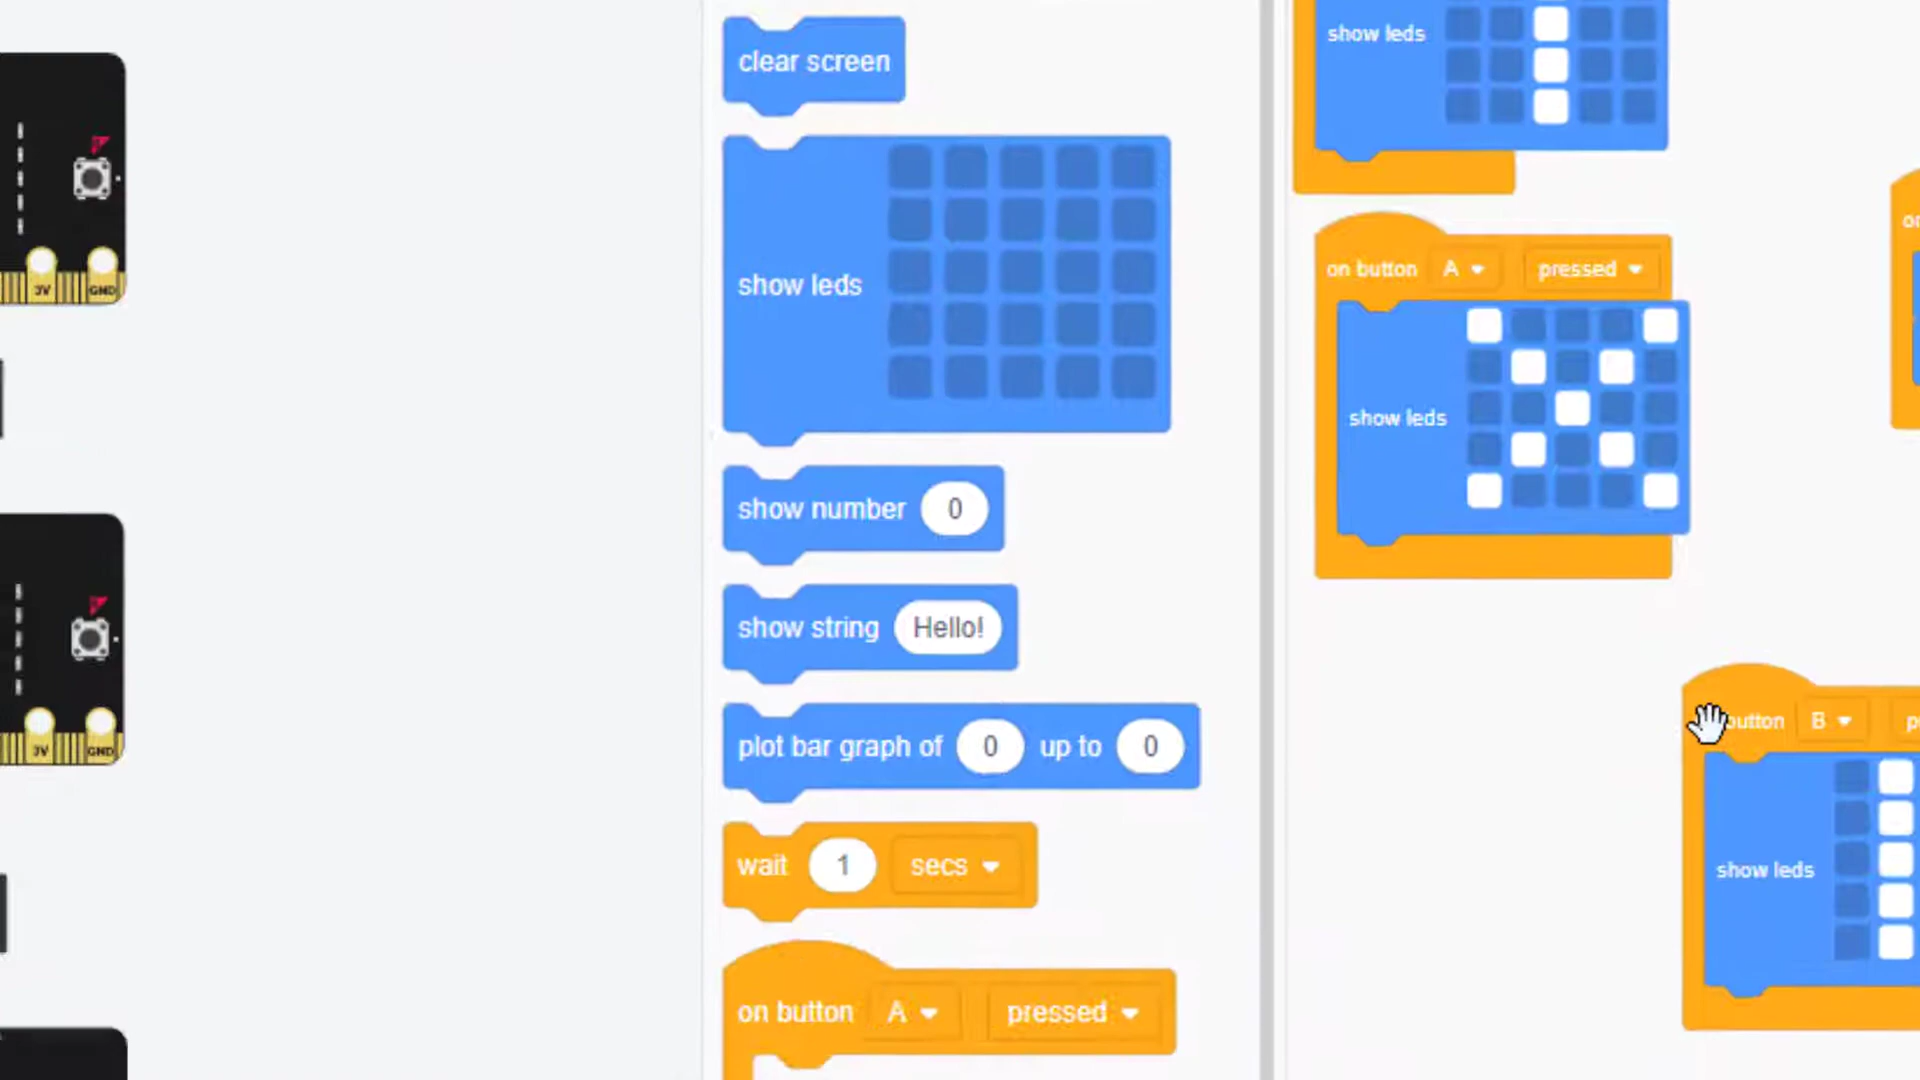 clear screen
show leds
show number 0
show string Hello!
plot bar graph of 0 up to 0
wait 1 secs
on button A pressed
show leds
on button A pressed
show leds
button B
show leds
3V GND
3V GND